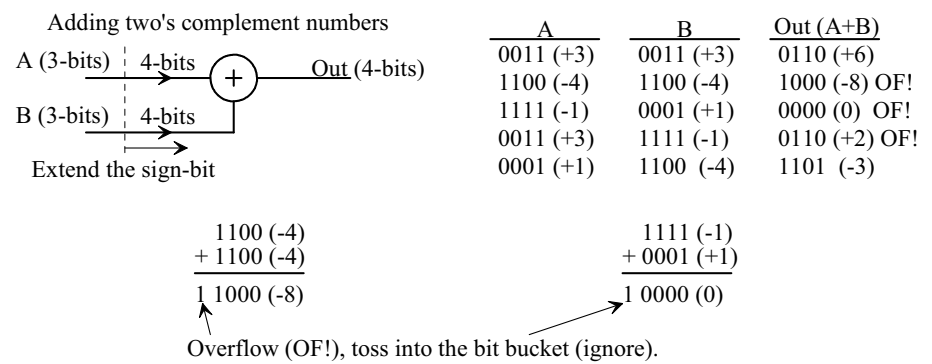 Adding two's complement numbers
A (3-bits) 4-bits
+
Out (4-bits)
B (3-bits) 4-bits
Extend the sign-bit
A B Out (A+B)
0011 (+3) 0011 (+3) 0110 (+6)
1100 (-4) 1100 (-4) 1000 (-8) OF!
1111 (-1) 0001 (+1) 0000 (0) OF!
0011 (+3) 1111 (-1) 0110 (+2) OF!
0001 (+1) 1100 (-4) 1101 (-3)
1100 (-4)
+ 1100 (-4)
1 1000 (-8)
1111 (-1)
+ 0001 (+1)
1 0000 (0)
Overflow (OF!), toss into the bit bucket (ignore).